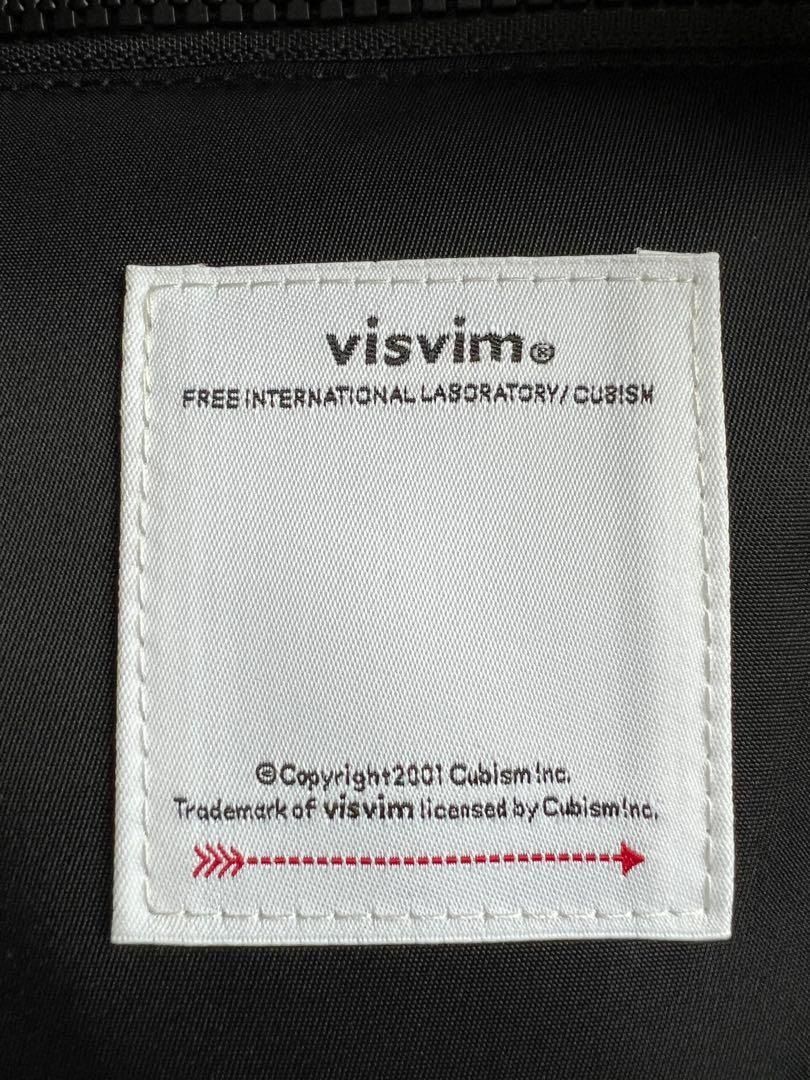 visvim®
FREE INTERNATIONAL LABORATORY/ CUBISM
©Copyright2001 Cubism Inc.
Trademark of visvim licensed by Cubism Inc.